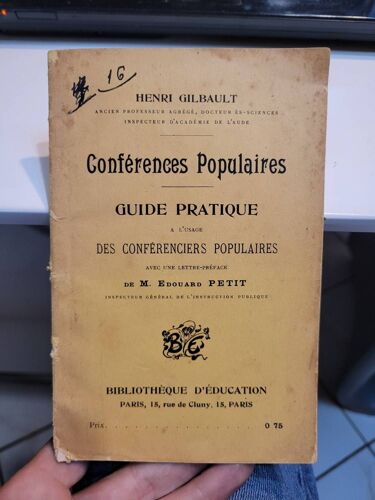 16
HENRI GILBAULT
ANCIEN PROFESSEUR AGRÉGÉ, DOCTEUR ÈS-SCIENCES
INSPECTEUR D'ACADÉMIE DE L'AUDE
Conférences Populaires
GUIDE PRATIQUE
A L'USAGE
DES CONFÉRENCIERS POPULAIRES
AVEC UNE LETTRE-PRÉFACE
DE M. EDOUARD PETIT
INSPECTEUR GÉNÉRAL DE L'INSTRUCTION PUBLIQUE
BE
BIBLIOTHÈQUE D'ÉDUCATION
PARIS, 15, rue de Cluny, 15, PARIS
Prix. . . . . . . . . . . . . . . . . . . 0 75